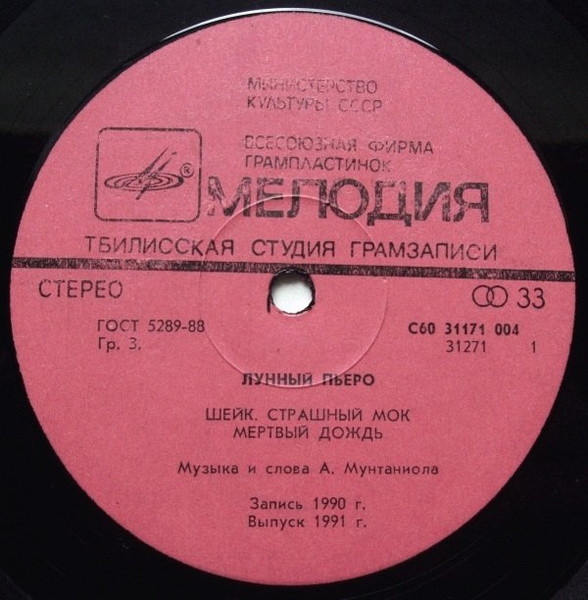 МИНИСТЕРСТВО
КУЛЬТУРЫ СССР
ВСЕСОЮЗНАЯ ФИРМА
ГРАМПЛАСТИНОК
®
МЕЛОДИЯ
ТБИЛИССКАЯ СТУДИЯ ГРАМЗАПИСИ
СТЕРЕО
33
ГОСТ 5289-88
С60 31171 004
Гр. 3.
31271 1
ЛУННЫЙ ПЬЕРО
ШЕЙК. СТРАШНЫЙ МОК
МЕРТВЫЙ ДОЖДЬ
Музыка и слова А. Мунтаниола
Запись 1990 г.
Выпуск 1991 г.